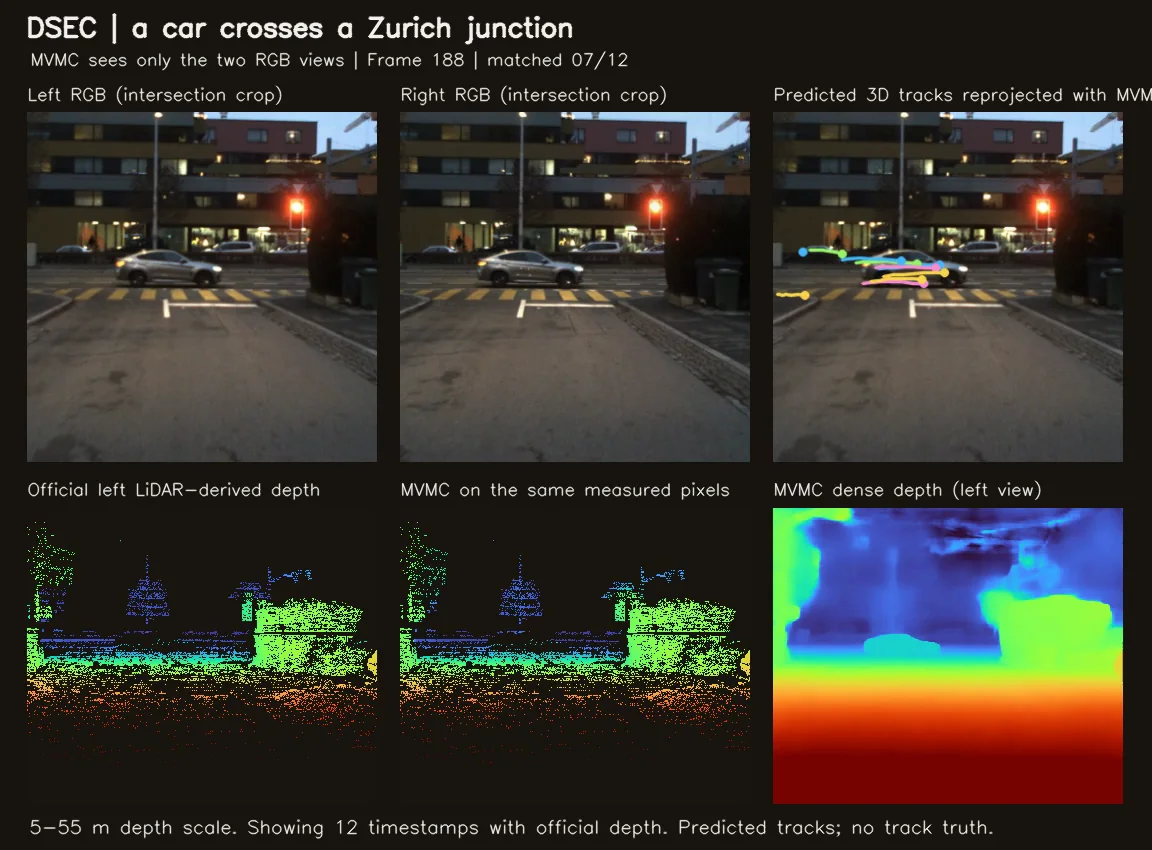 DSEC | a car crosses a Zurich junction
MVMC sees only the two RGB views | Frame 188 | matched 07/12
Left RGB (intersection crop)
Right RGB (intersection crop)
Predicted 3D tracks reprojected with MVM
Official left LiDAR-derived depth
MVMC on the same measured pixels
MVMC dense depth (left view)
5-55 m depth scale. Showing 12 timestamps with official depth. Predicted tracks; no track truth.